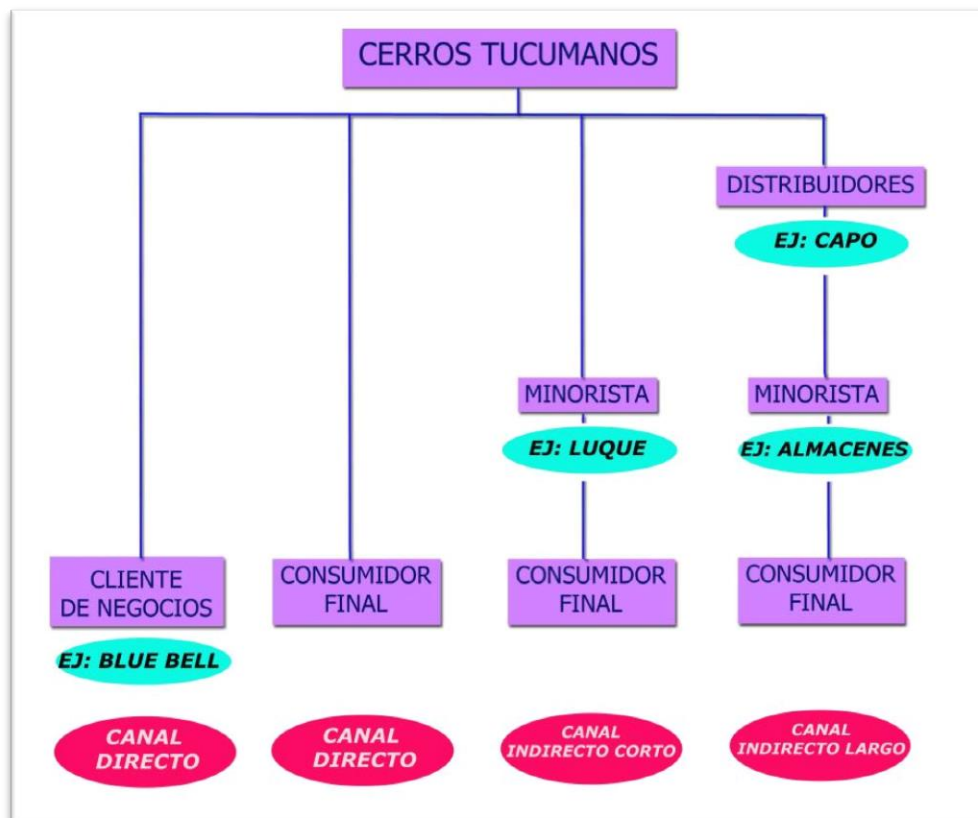 CERROS TUCUMANOS
DISTRIBUIDORES
EJ: CAPO
MINORISTA
EJ: LUQUE
MINORISTA
EJ: ALMACENES
CLIENTE
DE NEGOCIOS
EJ: BLUE BELL
CONSUMIDOR
FINAL
CONSUMIDOR
FINAL
CONSUMIDOR
FINAL
CANAL
DIRECTO
CANAL
DIRECTO
CANAL
INDIRECTO CORTO
CANAL
INDIRECTO LARGO